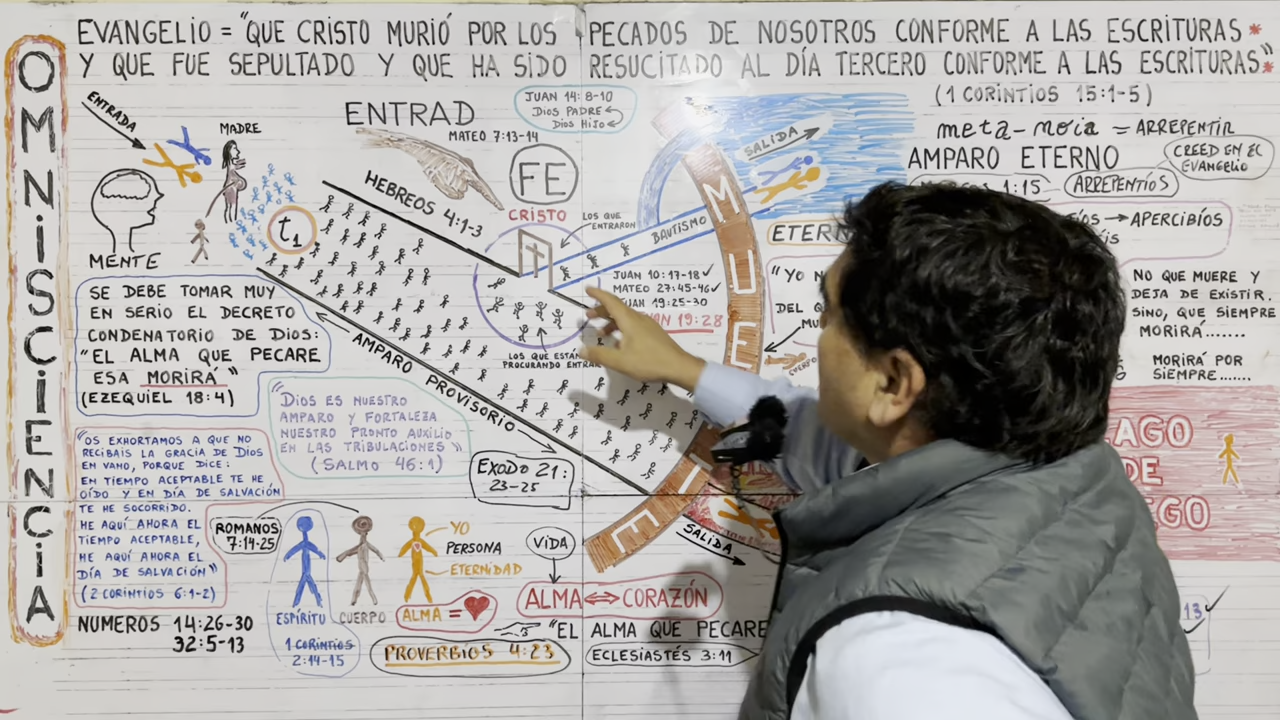 EVANGELIO = "QUE CRISTO MURIÓ POR LOS PECADOS DE NOSOTROS CONFORME A LAS ESCRITURAS*
Y QUE FUE SEPULTADO Y QUE HA SIDO RESUCITADO AL DÍA TERCERO CONFORME A LAS ESCRITURAS"*
(1 CORINTIOS 15:1-5)
OMNISCIENCIA
ENTRADA
MADRE
MENTE
t1
ENTRAD
MATEO 7:13-14
JUAN 14:8-10
DIOS PADRE
DIOS HIJO
FE
HEBREOS 4:1-3
CRISTO
LOS QUE
ENTRARON
BAUTISMO
SALIDA
JUAN 10:17-18 ✓
MATEO 27:45-46 ✓
19:25-30
19:28
LOS QUE ESTÁN
PROCURANDO ENTRAR
AMPARO PROVISORIO
MUE
meta-noia = ARREPENTIR
AMPARO ETERNO
CREED EN EL
EVANGELIO
1:15
ARREPENTÍOS
→ APERCIBÍOS
"YO
DEL
CUERPO
NO QUE MUERE Y
DEJA DE EXISTIR.
SINO, QUE SIEMPRE
MORIRÁ.......
MORIRÁ POR
SIEMPRE.......
LAGO
DE
SE DEBE TOMAR MUY
EN SERIO EL DECRETO
CONDENATORIO DE DIOS:
"EL ALMA QUE PECARE
ESA MORIRÁ"
(EZEQUIEL 18:4)
"DIOS ES NUESTRO
AMPARO Y FORTALEZA
NUESTRO PRONTO AUXILIO
EN LAS TRIBULACIONES"
(SALMO 46:1)
"OS EXHORTAMOS A QUE NO
RECIBAIS LA GRACIA DE DIOS
EN VANO, PORQUE DICE:
EN TIEMPO ACEPTABLE TE HE
OÍDO Y EN DÍA DE SALVACIÓN
TE HE SOCORRIDO.
HE AQUÍ AHORA EL
TIEMPO ACEPTABLE,
HE AQUÍ AHORA EL
DÍA DE SALVACIÓN"
(2 CORINTIOS 6:1-2)
NUMEROS 14:26-30
32:5-13
EXODO 21:
23-25
ROMANOS
7:14-25
ESPÍRITU
CUERPO
1 CORINTIOS
2:14-15
YO
PERSONA
ETERNIDAD
ALMA =
PROVERBIOS 4:23
VIDA
ALMA ⇔ CORAZÓN
SALIDA
"EL ALMA QUE PECARE
ECLESIASTÉS 3:11
13 ✓